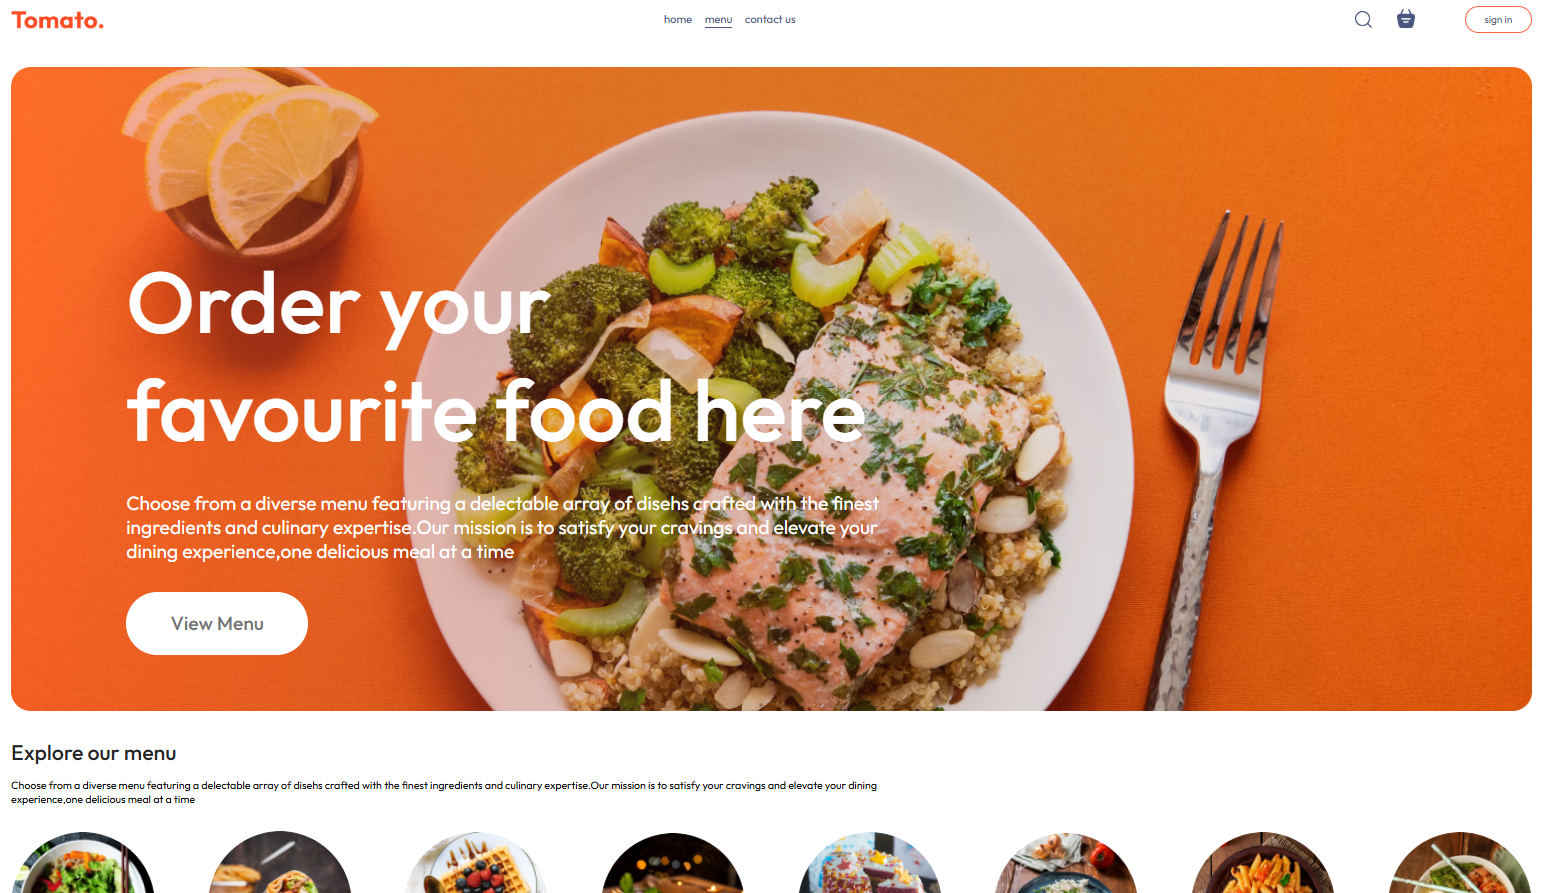 Tomato.
home menu contact us
sign in
Order your
favourite food here
Choose from a diverse menu featuring a delectable array of disehs crafted with the finest
ingredients and culinary expertise.Our mission is to satisfy your cravings and elevate your
dining experience,one delicious meal at a time
View Menu
Explore our menu
Choose from a diverse menu featuring a delectable array of disehs crafted with the finest ingredients and culinary expertise.Our mission is to satisfy your cravings and elevate your dining
experience,one delicious meal at a time